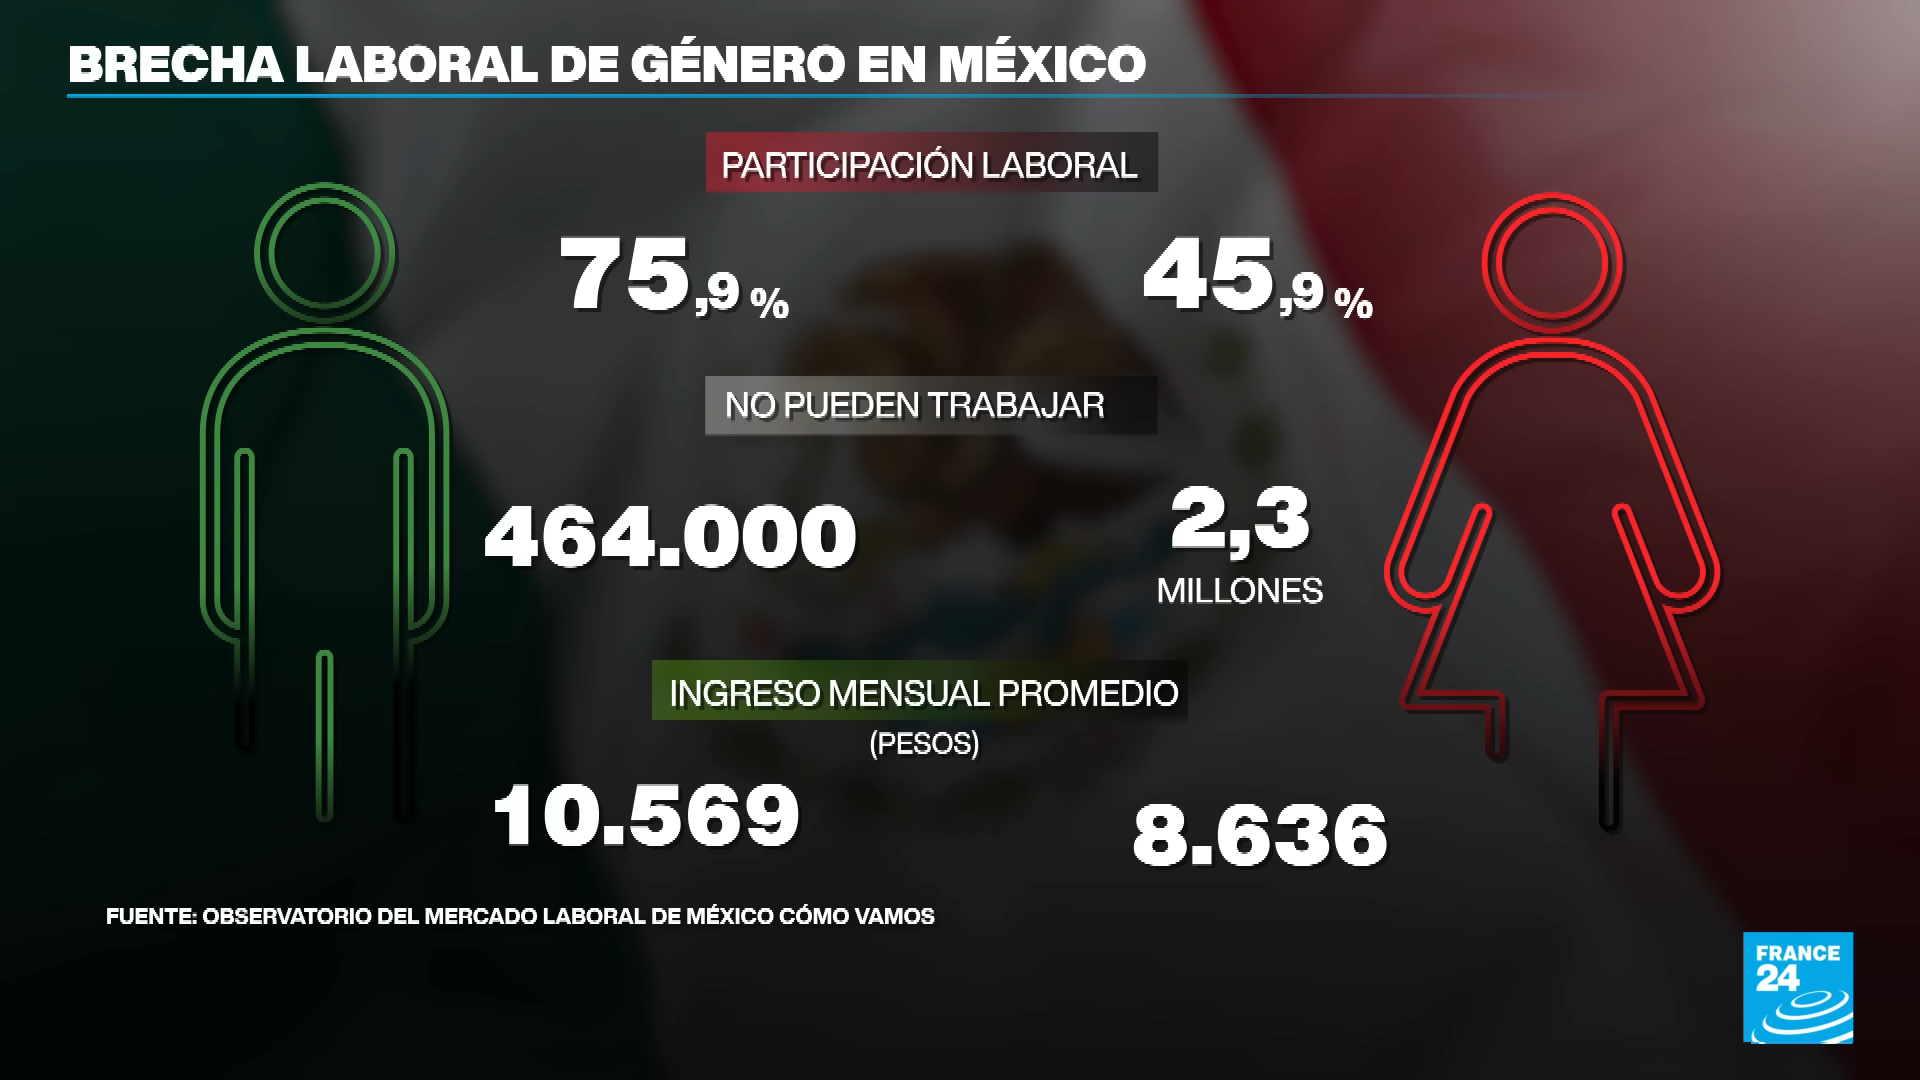 BRECHA LABORAL DE GÉNERO EN MÉXICO
PARTICIPACIÓN LABORAL
75,9 %
45,9 %
NO PUEDEN TRABAJAR
464.000
2,3
MILLONES
INGRESO MENSUAL PROMEDIO
(PESOS)
10.569
8.636
FUENTE: OBSERVATORIO DEL MERCADO LABORAL DE MÉXICO CÓMO VAMOS
FRANCE
24